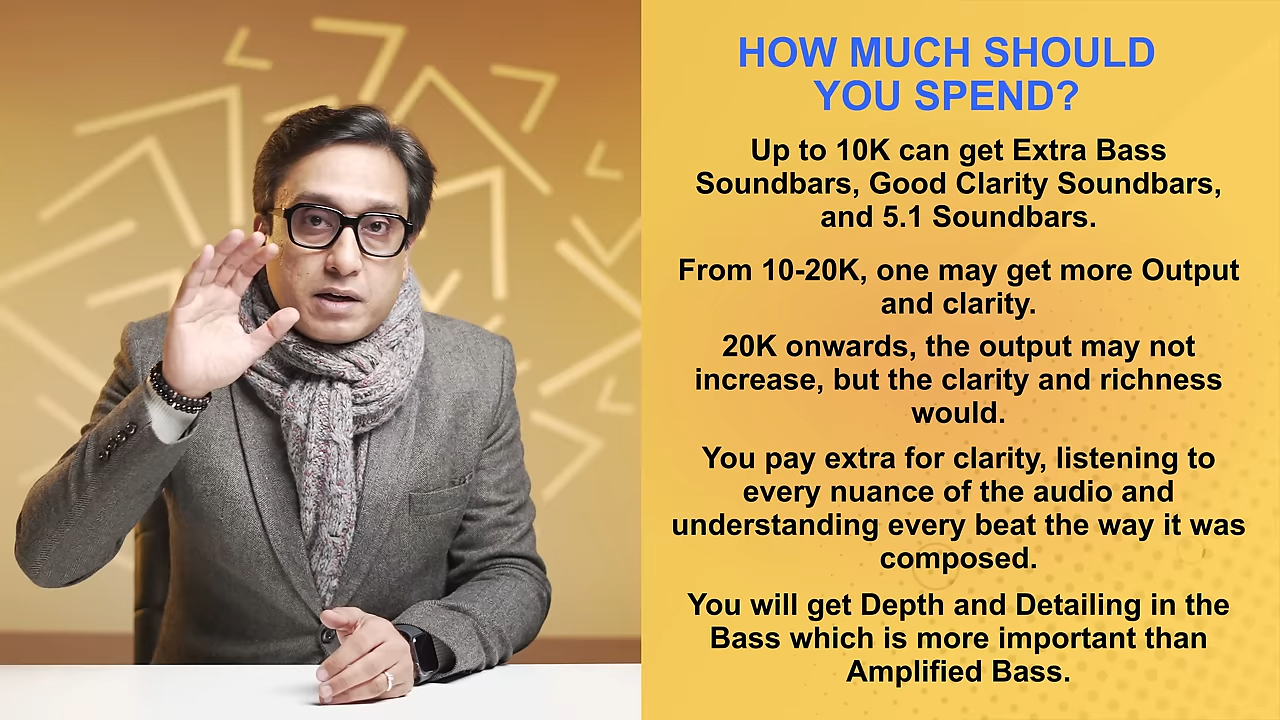 HOW MUCH SHOULD
YOU SPEND?
Up to 10K can get Extra Bass
Soundbars, Good Clarity Soundbars,
and 5.1 Soundbars.
From 10-20K, one may get more Output
and clarity.
20K onwards, the output may not
increase, but the clarity and richness
would.
You pay extra for clarity, listening to
every nuance of the audio and
understanding every beat the way it was
composed.
You will get Depth and Detailing in the
Bass which is more important than
Amplified Bass.